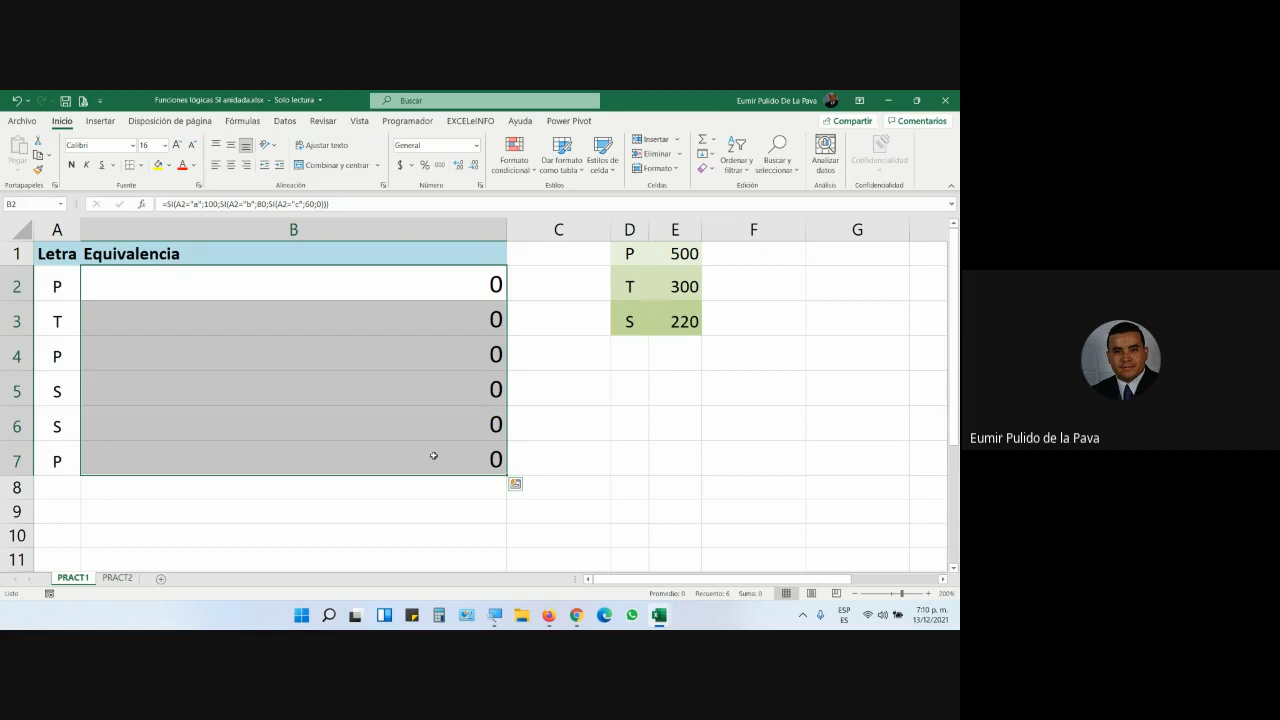 Funciones lógicas SI anidada.xlsx - Solo lectura
Buscar
Eumir Pulido De La Pava
Archivo Inicio Insertar Disposición de página Fórmulas Datos Revisar Vista Programador EXCELeINFO Ayuda Power Pivot Compartir Comentarios
Pegar
Portapapeles
Calibri 16
N K S
Fuente
Ajustar texto
Combinar y centrar
Alineación
General
$ % 000
Número
Formato condicional
Dar formato como tabla
Estilos de celda
Estilos
Insertar
Eliminar
Formato
Celdas
Ordenar y filtrar
Buscar y seleccionar
Edición
Analizar datos
Análisis
Confidencialidad
Confidencialidad
B2 fx =SI(A2="a";100;SI(A2="b";80;SI(A2="c";60;0)))
A B C D E F G
1 Letra Equivalencia P 500
2 P 0 T 300
3 T 0 S 220
4 P 0
5 S 0
6 S 0
7 P 0
8
9
10
11
PRACT1 PRACT2
Listo Promedio: 0 Recuento: 6 Suma: 0 200%
ESP
ES
7:10 p. m.
13/12/2021
Eumir Pulido de la Pava